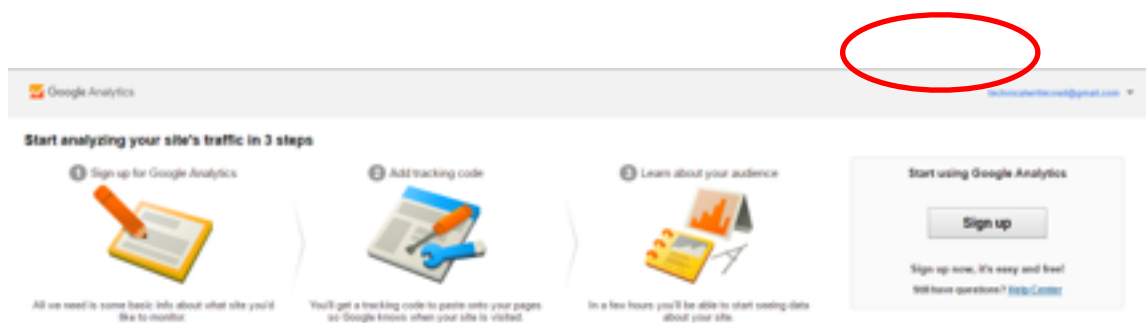 Google Analytics
Start analyzing your site's traffic in 3 steps
1 Sign up for Google Analytics
All we need is some basic info about what site you'd
like to monitor.
2 Add tracking code
You'll get a tracking code to paste onto your pages
so Google knows when your site is visited.
3 Learn about your audience
In a few hours you'll be able to start seeing data
about your site.
Start using Google Analytics
Sign up
Sign up now, it's easy and free!
Still have questions? Help Center